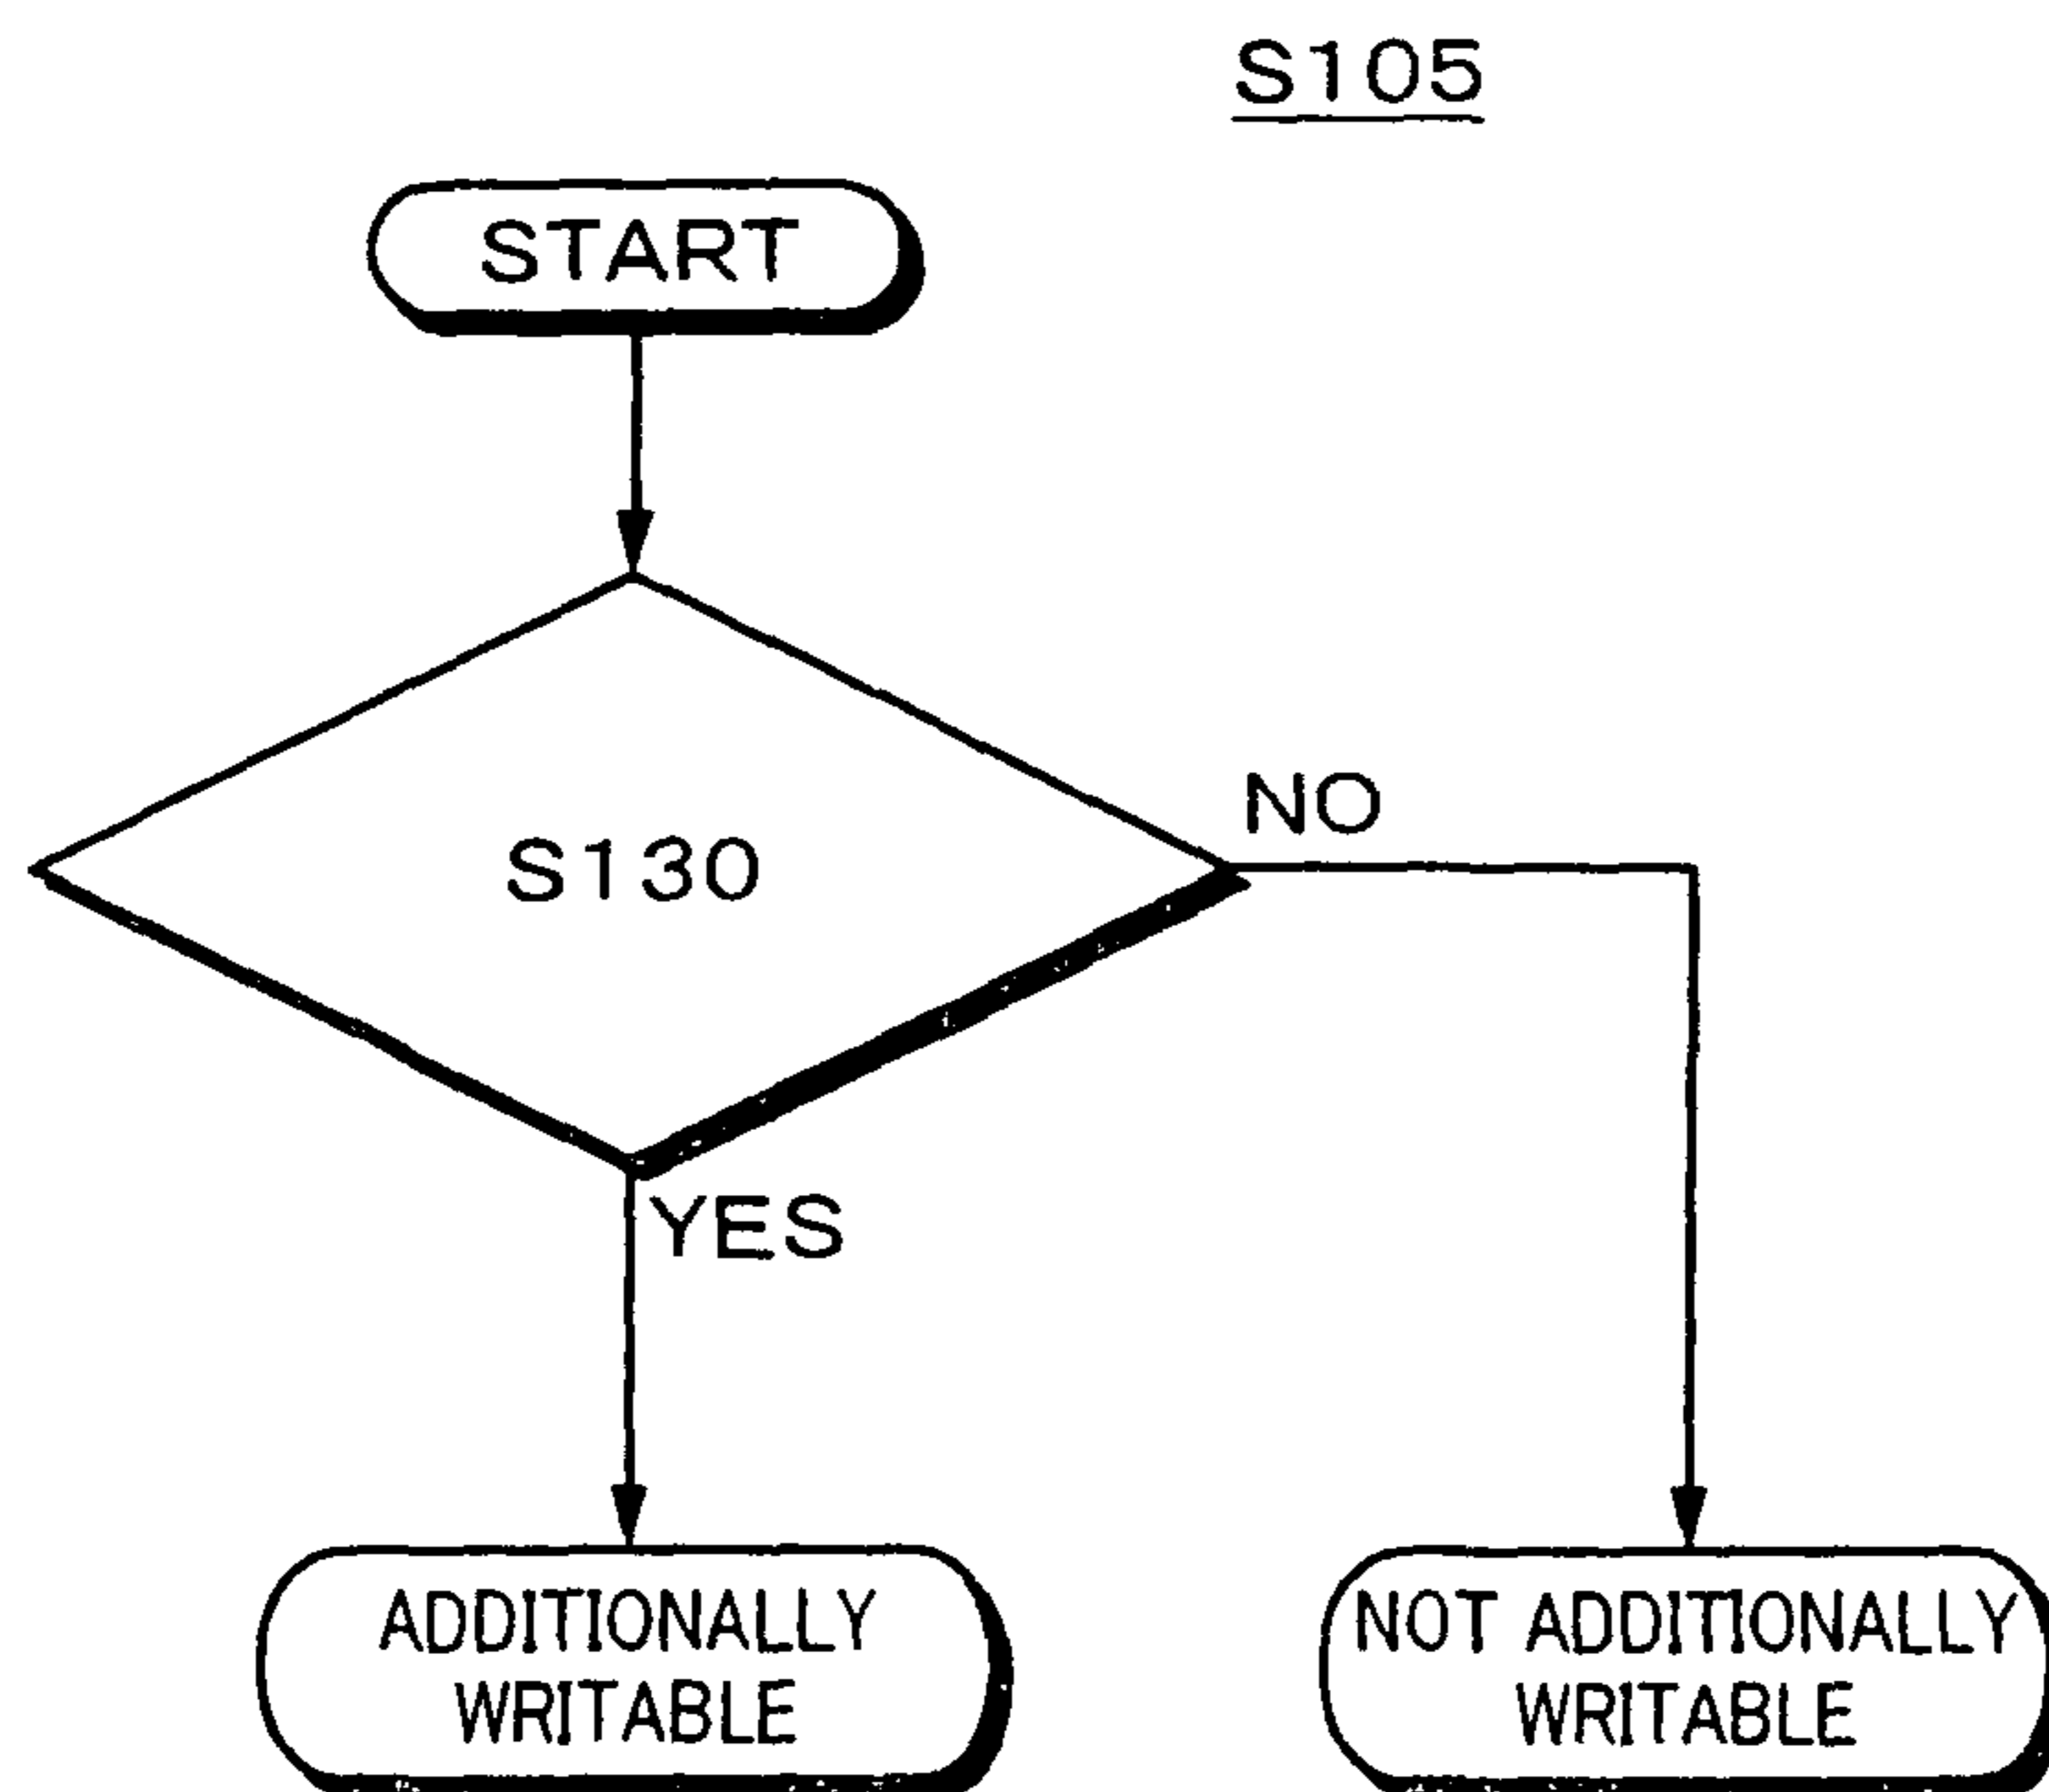 S105
START
S130
NO
YES
ADDITIONALLY
WRITABLE
NOT ADDITIONALLY
WRITABLE